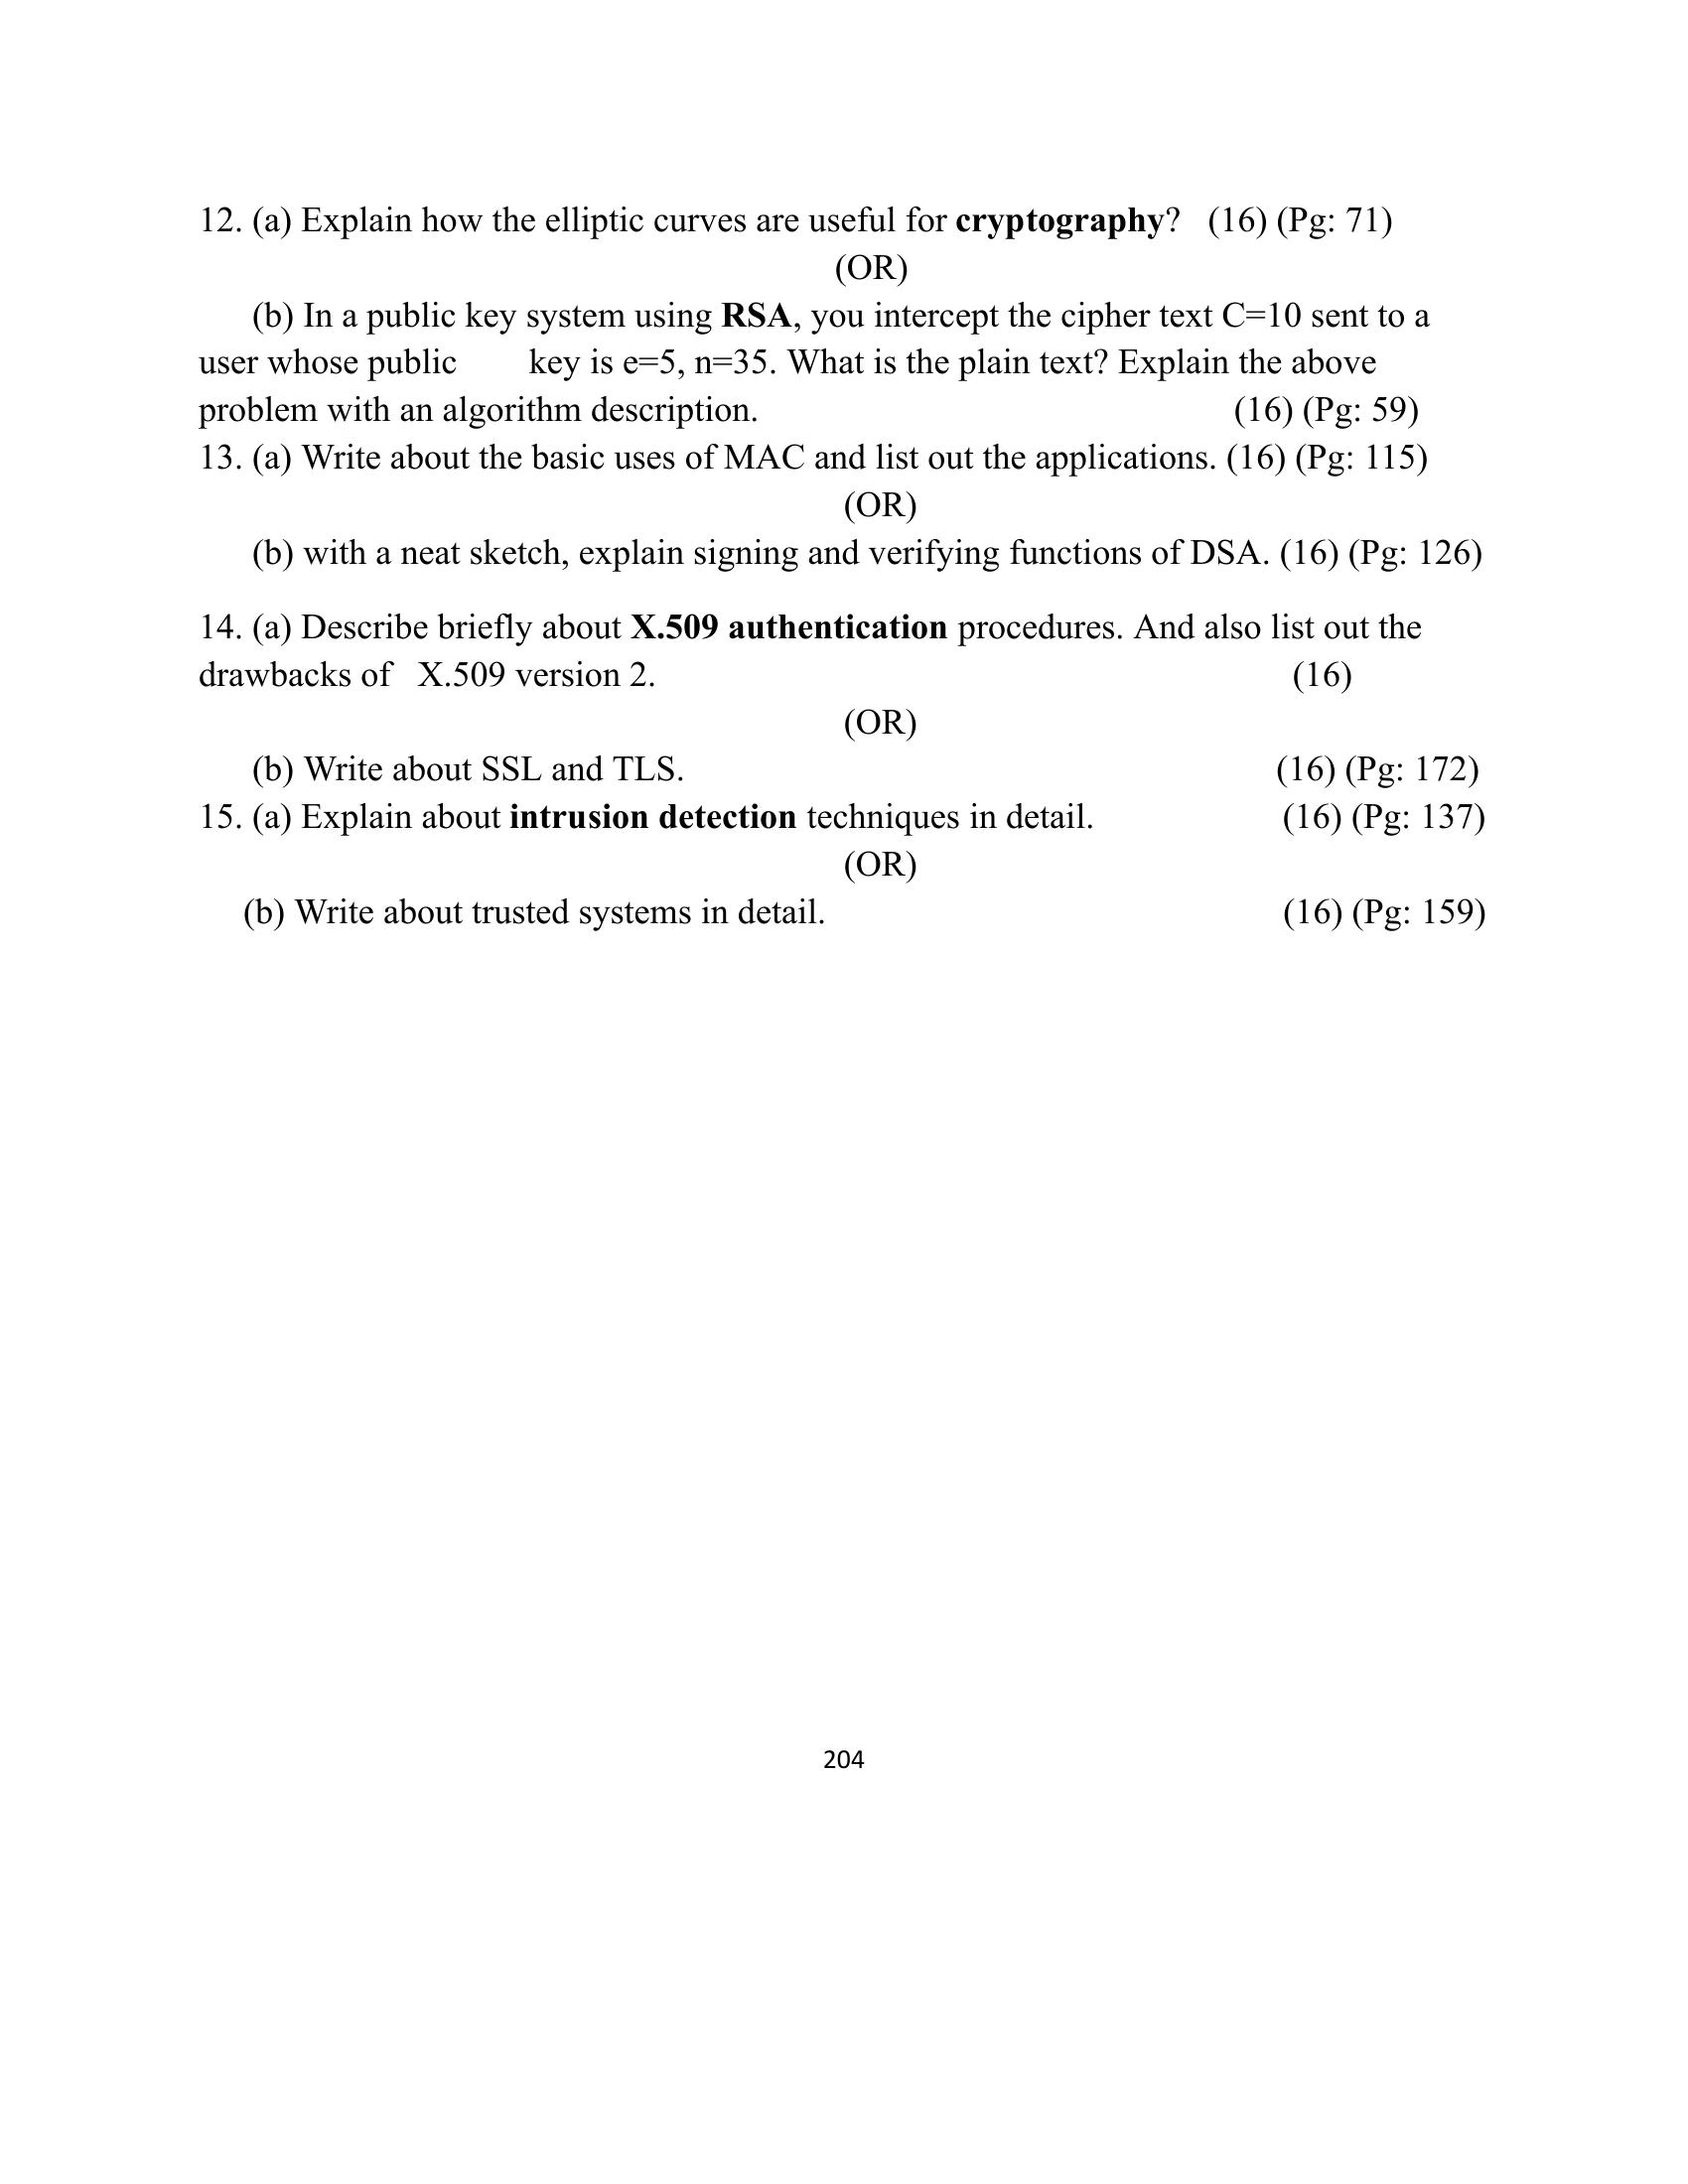 12. (a) Explain how the elliptic curves are useful for cryptography? (16) (Pg: 71)
(OR)
(b) In a public key system using RSA, you intercept the cipher text C=10 sent to a
user whose public key is e=5, n=35. What is the plain text? Explain the above
problem with an algorithm description. (16) (Pg: 59)
13. (a) Write about the basic uses of MAC and list out the applications. (16) (Pg: 115)
(OR)
(b) with a neat sketch, explain signing and verifying functions of DSA. (16) (Pg: 126)
14. (a) Describe briefly about X.509 authentication procedures. And also list out the
drawbacks of X.509 version 2. (16)
(OR)
(b) Write about SSL and TLS. (16) (Pg: 172)
15. (a) Explain about intrusion detection techniques in detail. (16) (Pg: 137)
(OR)
(b) Write about trusted systems in detail. (16) (Pg: 159)
204